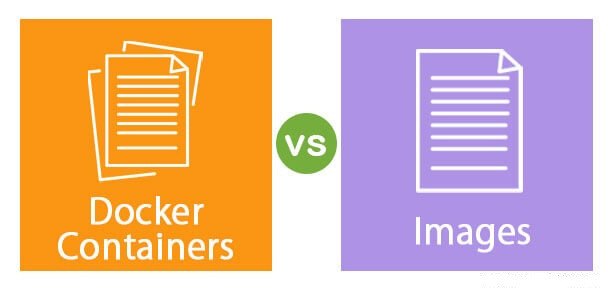 Docker
Containers
vs
Images